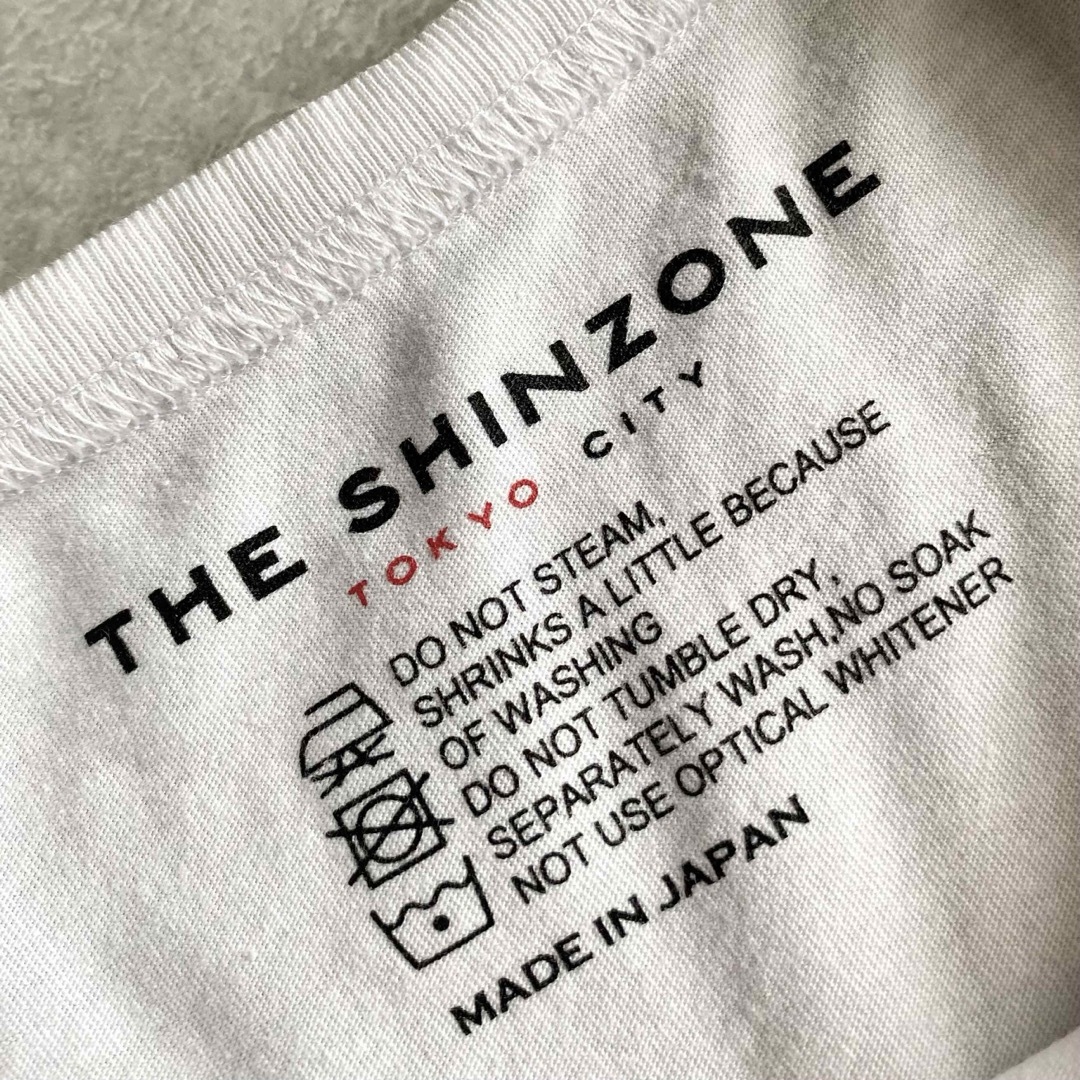 THE SHINZONE
TOKYO CITY
DO NOT STEAM,
SHRINKS A LITTLE BECAUSE
OF WASHING
DO NOT TUMBLE DRY,
SEPARATELY WASH,NO SOAK
NOT USE OPTICAL WHITENER
MADE IN JAPAN